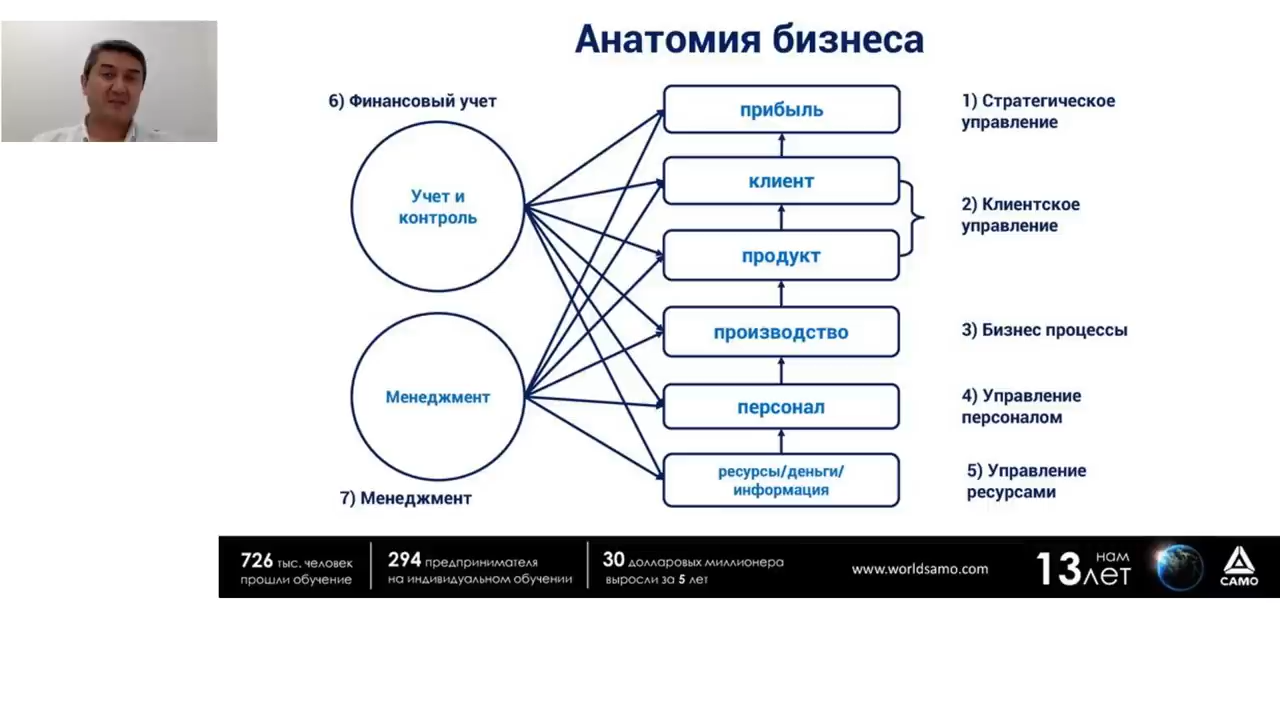 Анатомия бизнеса
6) Финансовый учет
Учет и
контроль
Менеджмент
7) Менеджмент
прибыль
клиент
продукт
производство
персонал
ресурсы/деньги/
информация
1) Стратегическое
управление
2) Клиентское
управление
3) Бизнес процессы
4) Управление
персоналом
5) Управление
ресурсами
726 тыс. человек
прошли обучение
294 предпринимателя
на индивидуальном обучении
30 долларовых миллионера
выросли за 5 лет
www.worldsamo.com
13 нам
лет
САМО